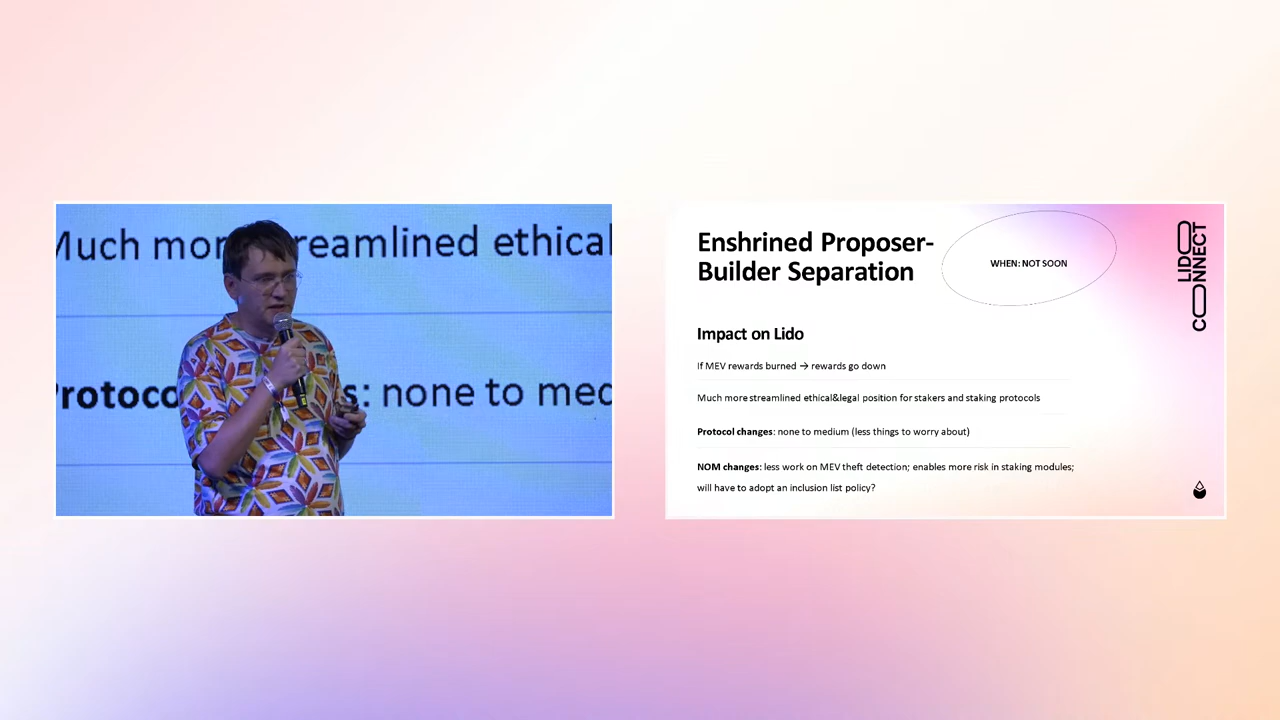 Much mor reamlined ethical
Protoco s: none to med
Enshrined Proposer-
Builder Separation
WHEN: NOT SOON
LIDO
CONNECT
Impact on Lido
If MEV rewards burned → rewards go down
Much more streamlined ethical&legal position for stakers and staking protocols
Protocol changes: none to medium (less things to worry about)
NOM changes: less work on MEV theft detection; enables more risk in staking modules;
will have to adopt an inclusion list policy?